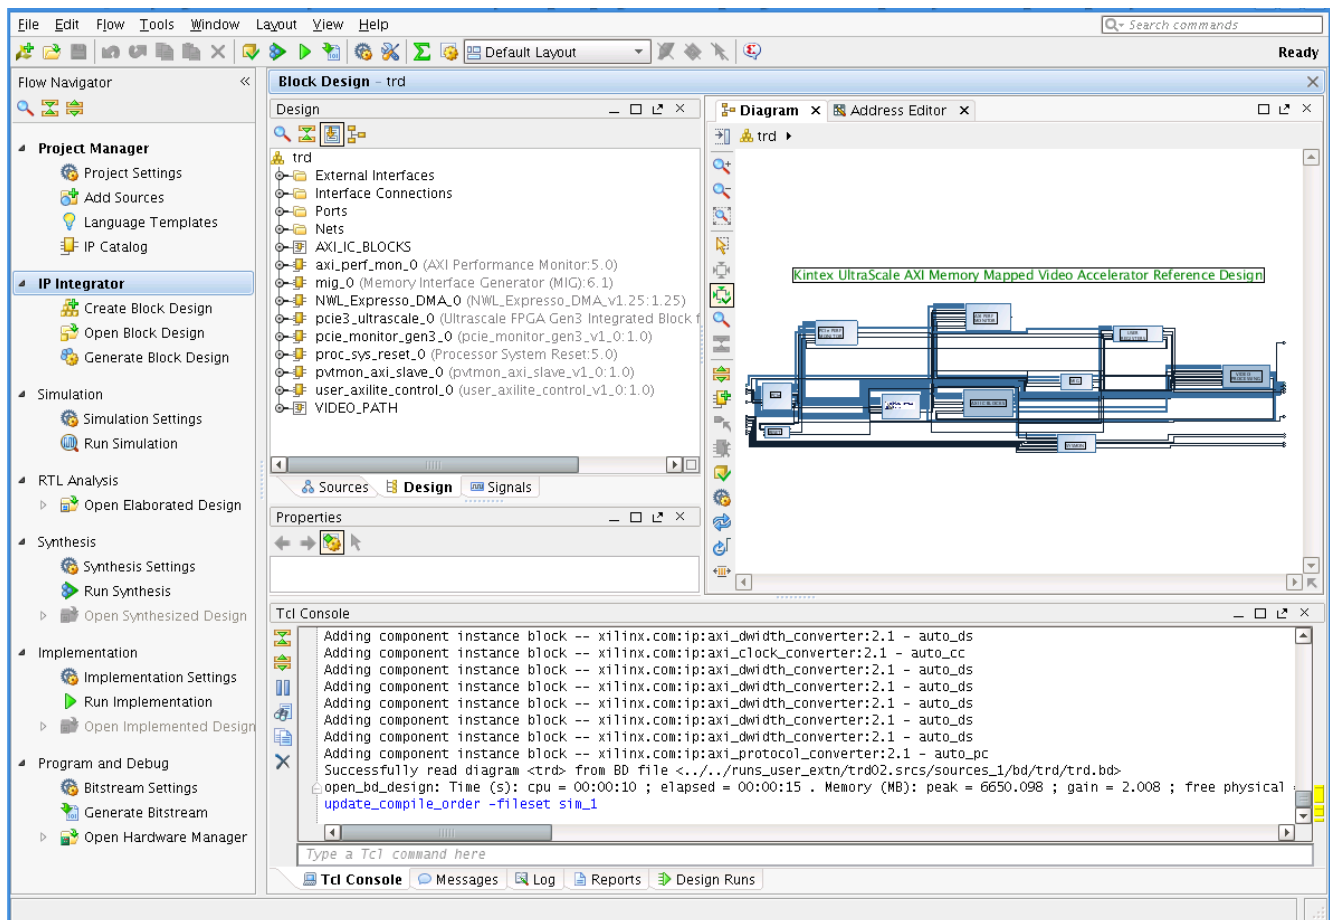 File Edit Flow Tools Window Layout View Help
Search commands
Default Layout
Ready
Flow Navigator
Project Manager
Project Settings
Add Sources
Language Templates
IP Catalog
IP Integrator
Create Block Design
Open Block Design
Generate Block Design
Simulation
Simulation Settings
Run Simulation
RTL Analysis
Open Elaborated Design
Synthesis
Synthesis Settings
Run Synthesis
Open Synthesized Design
Implementation
Implementation Settings
Run Implementation
Open Implemented Design
Program and Debug
Bitstream Settings
Generate Bitstream
Open Hardware Manager
Block Design - trd
Design
trd
External Interfaces
Interface Connections
Ports
Nets
AXI_IC_BLOCKS
axi_perf_mon_0 (AXI Performance Monitor:5.0)
mig_0 (Memory Interface Generator (MIG):6.1)
NWL_Expresso_DMA_0 (NWL_Expresso_DMA_v1.25:1.25)
pcie3_ultrascale_0 (Ultrascale FPGA Gen3 Integrated Block f
pcie_monitor_gen3_0 (pcie_monitor_gen3_v1_0:1.0)
proc_sys_reset_0 (Processor System Reset:5.0)
pvtmon_axi_slave_0 (pvtmon_axi_slave_v1_0:1.0)
user_axilite_control_0 (user_axilite_control_v1_0:1.0)
VIDEO_PATH
Sources Design Signals
Properties
Diagram Address Editor
trd
Kintex UltraScale AXI Memory Mapped Video Accelerator Reference Design
Tcl Console
Adding component instance block -- xilinx.com:ip:axi_dwidth_converter:2.1 - auto_ds
Adding component instance block -- xilinx.com:ip:axi_clock_converter:2.1 - auto_cc
Adding component instance block -- xilinx.com:ip:axi_dwidth_converter:2.1 - auto_ds
Adding component instance block -- xilinx.com:ip:axi_dwidth_converter:2.1 - auto_ds
Adding component instance block -- xilinx.com:ip:axi_dwidth_converter:2.1 - auto_ds
Adding component instance block -- xilinx.com:ip:axi_dwidth_converter:2.1 - auto_ds
Adding component instance block -- xilinx.com:ip:axi_dwidth_converter:2.1 - auto_ds
Adding component instance block -- xilinx.com:ip:axi_protocol_converter:2.1 - auto_pc
Successfully read diagram <trd> from BD file <../../runs_user_extn/trd02.srcs/sources_1/bd/trd/trd.bd>
open_bd_design: Time (s): cpu = 00:00:10 ; elapsed = 00:00:15 . Memory (MB): peak = 6650.098 ; gain = 2.008 ; free physical =
update_compile_order -fileset sim_1
Type a Tcl command here
Tcl Console Messages Log Reports Design Runs